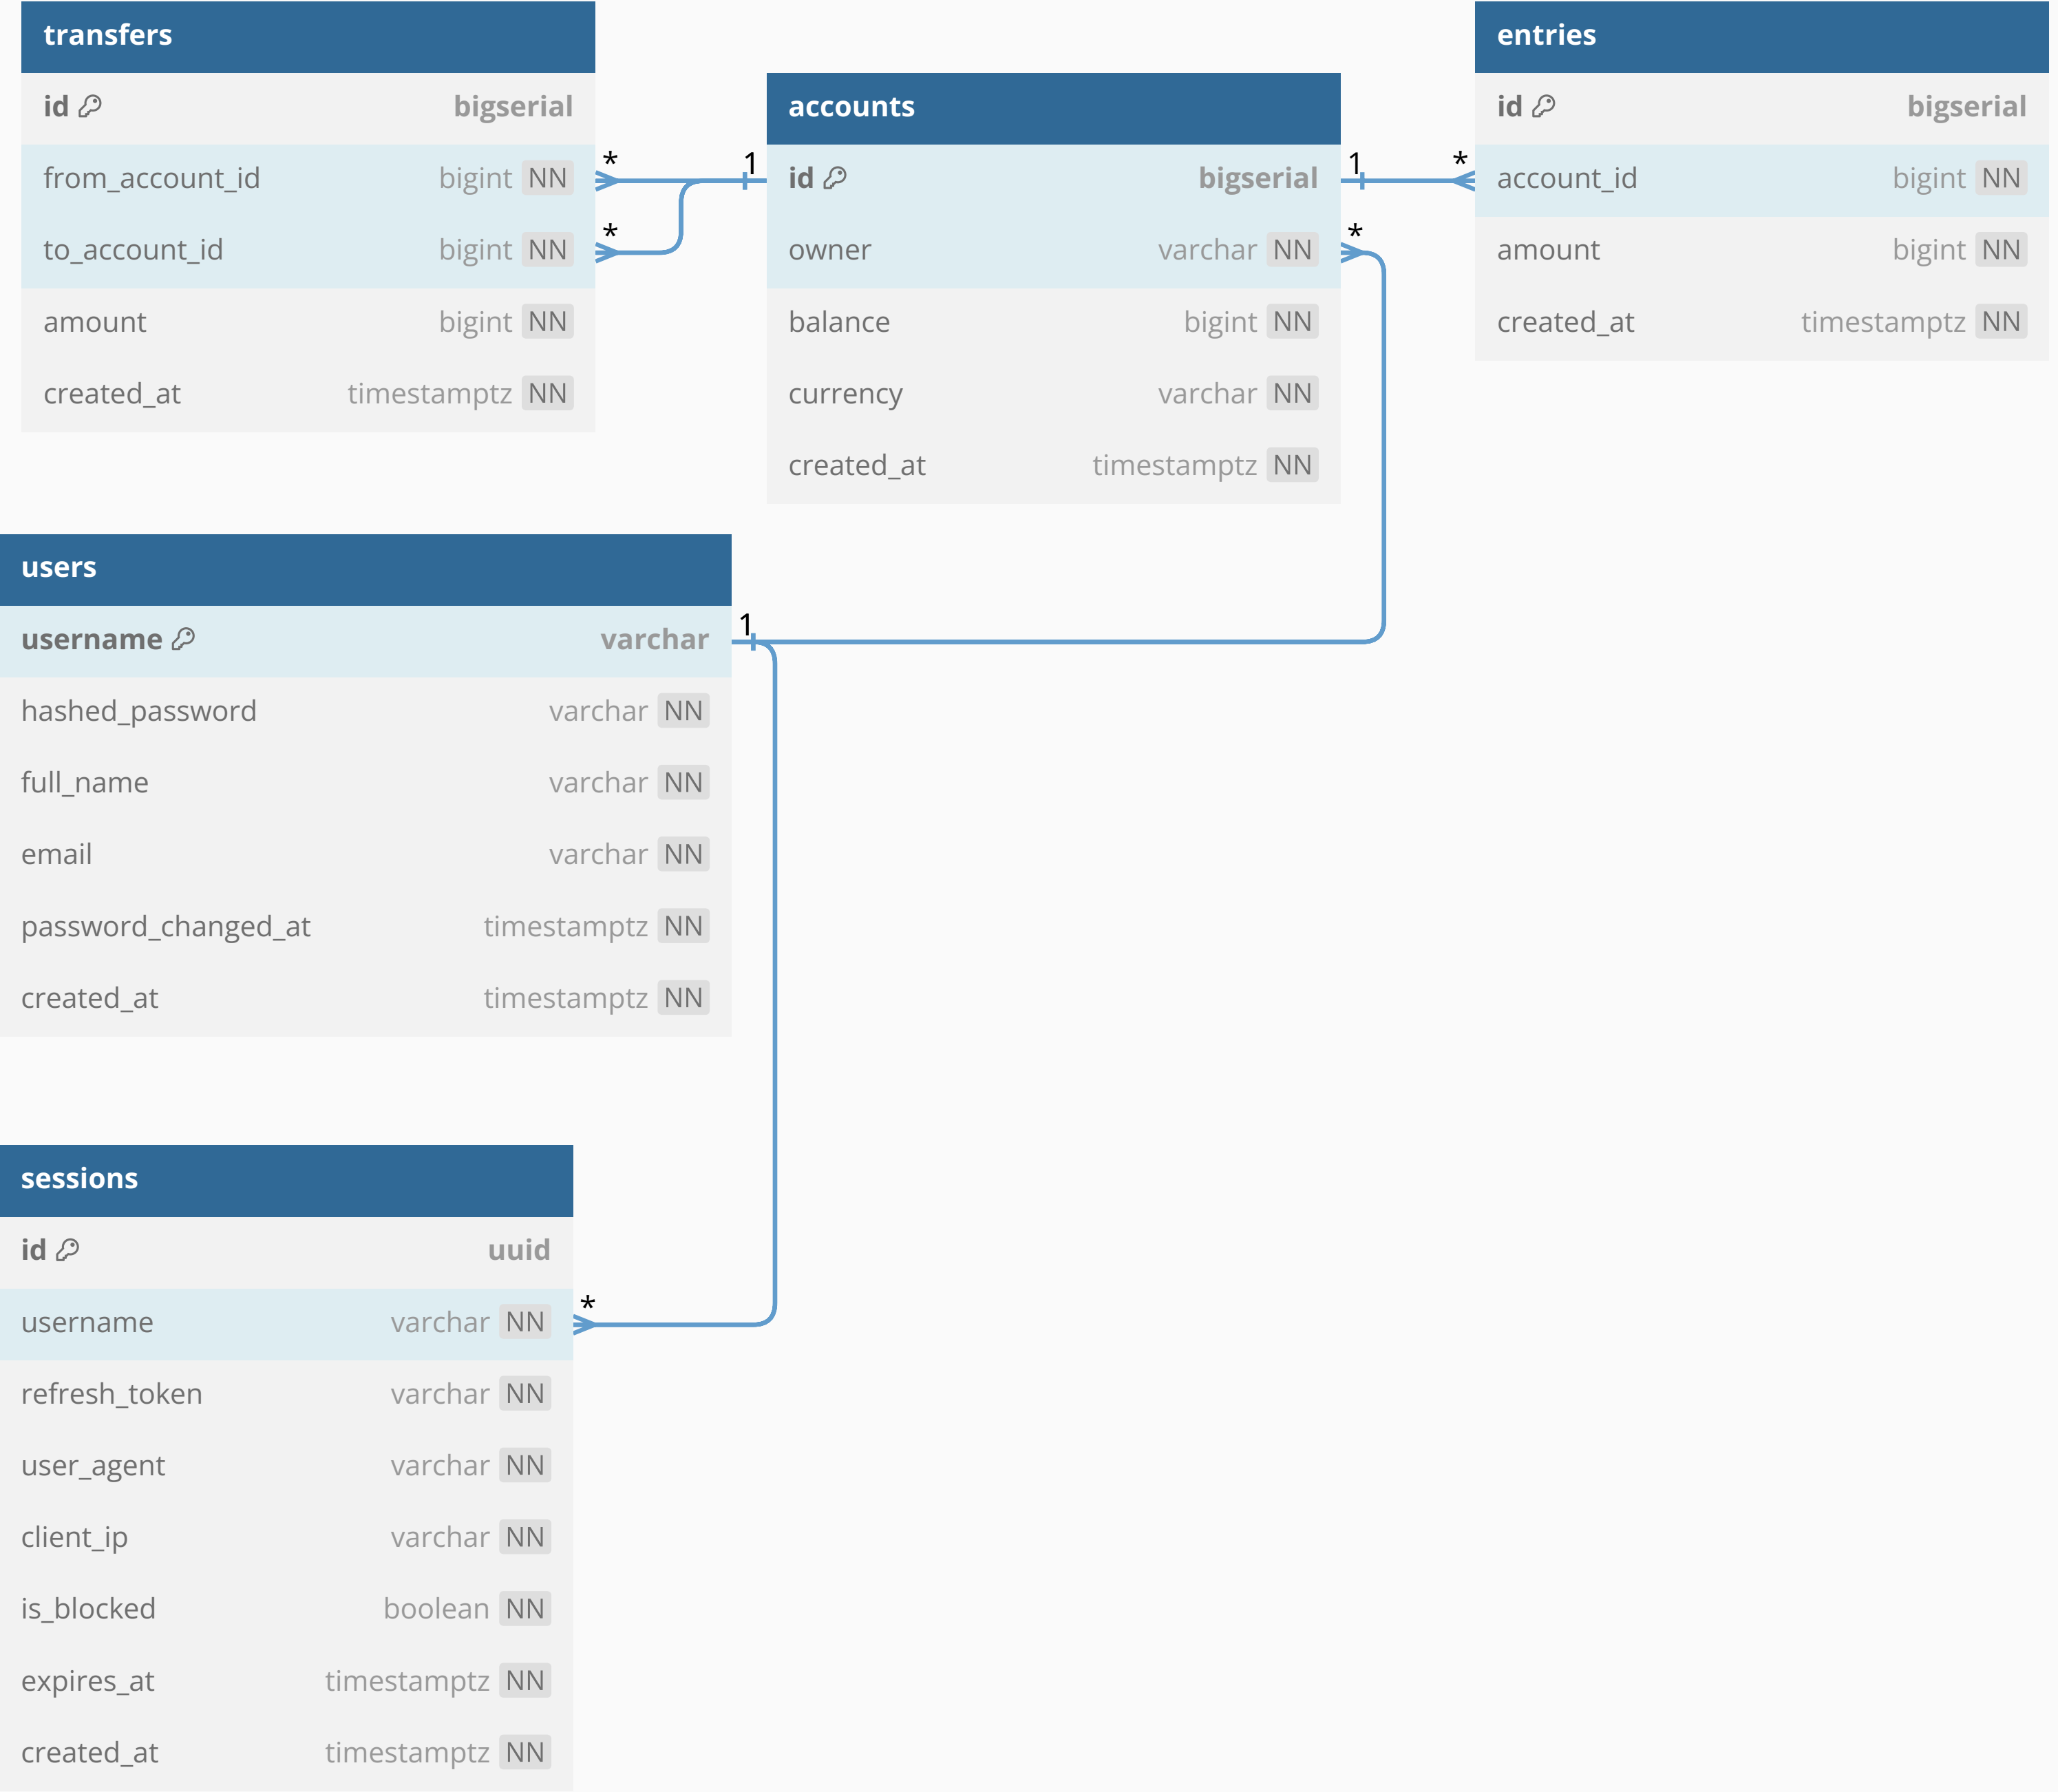 transfers
id bigserial
from_account_id bigint NN
to_account_id bigint NN
amount bigint NN
created_at timestamptz NN
* 1
*
accounts
id bigserial
owner varchar NN
balance bigint NN
currency varchar NN
created_at timestamptz NN
1 *
*
entries
id bigserial
account_id bigint NN
amount bigint NN
created_at timestamptz NN
users
username varchar
hashed_password varchar NN
full_name varchar NN
email varchar NN
password_changed_at timestamptz NN
created_at timestamptz NN
1
sessions
id uuid
username varchar NN
refresh_token varchar NN
user_agent varchar NN
client_ip varchar NN
is_blocked boolean NN
expires_at timestamptz NN
created_at timestamptz NN
*